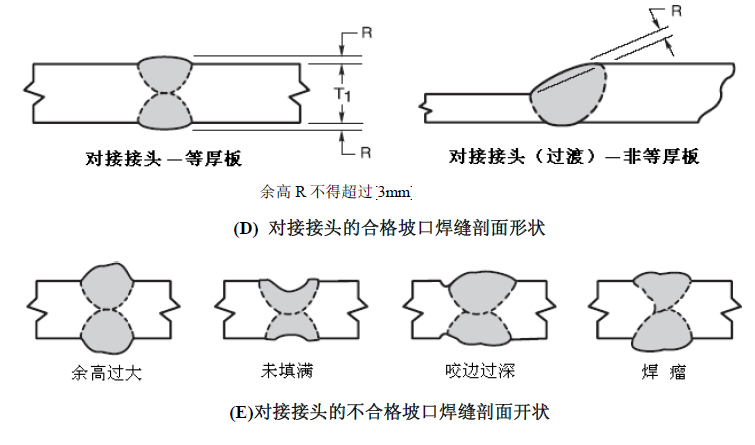 R
R
T1
R
对接接头－等厚板
对接接头（过渡）－非等厚板
余高 R 不得超过 3mm
(D) 对接接头的合格坡口焊缝剖面形状
余高过大
未填满
咬边过深
焊 瘤
(E)对接接头的不合格坡口焊缝剖面开状